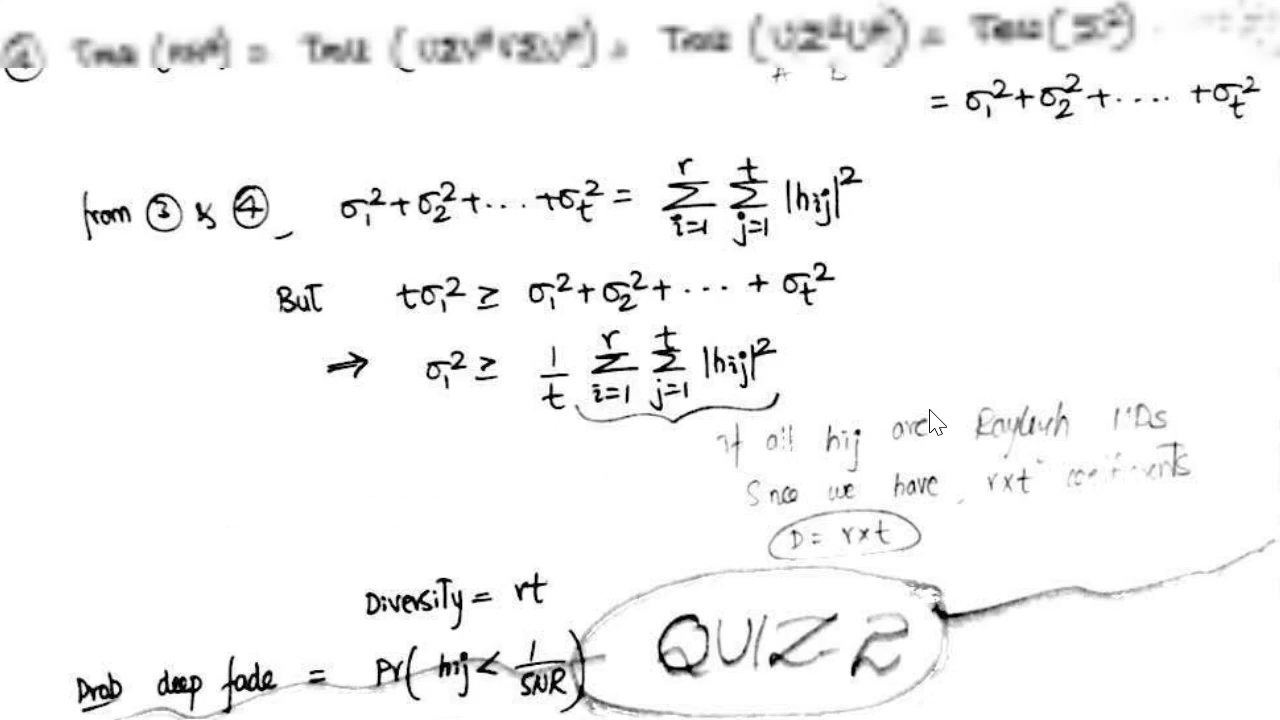 = σ₁² + σ₂² + .... + σₜ²
from ③ & ④, σ₁² + σ₂² + ... + σₜ² = Σᵢ₌₁ʳ Σⱼ₌₁ᵗ |hᵢⱼ|²
But tσ₁² ≥ σ₁² + σ₂² + ... + σₜ²
⇒ σ₁² ≥ 1/t Σᵢ₌₁ʳ Σⱼ₌₁ᵗ |hᵢⱼ|²
if all hij are IIDs
Since we have r×t
D = r×t
Diversity = rt
QUIZ-2
Prob deep fade = Pr( hij < 1/SNR )